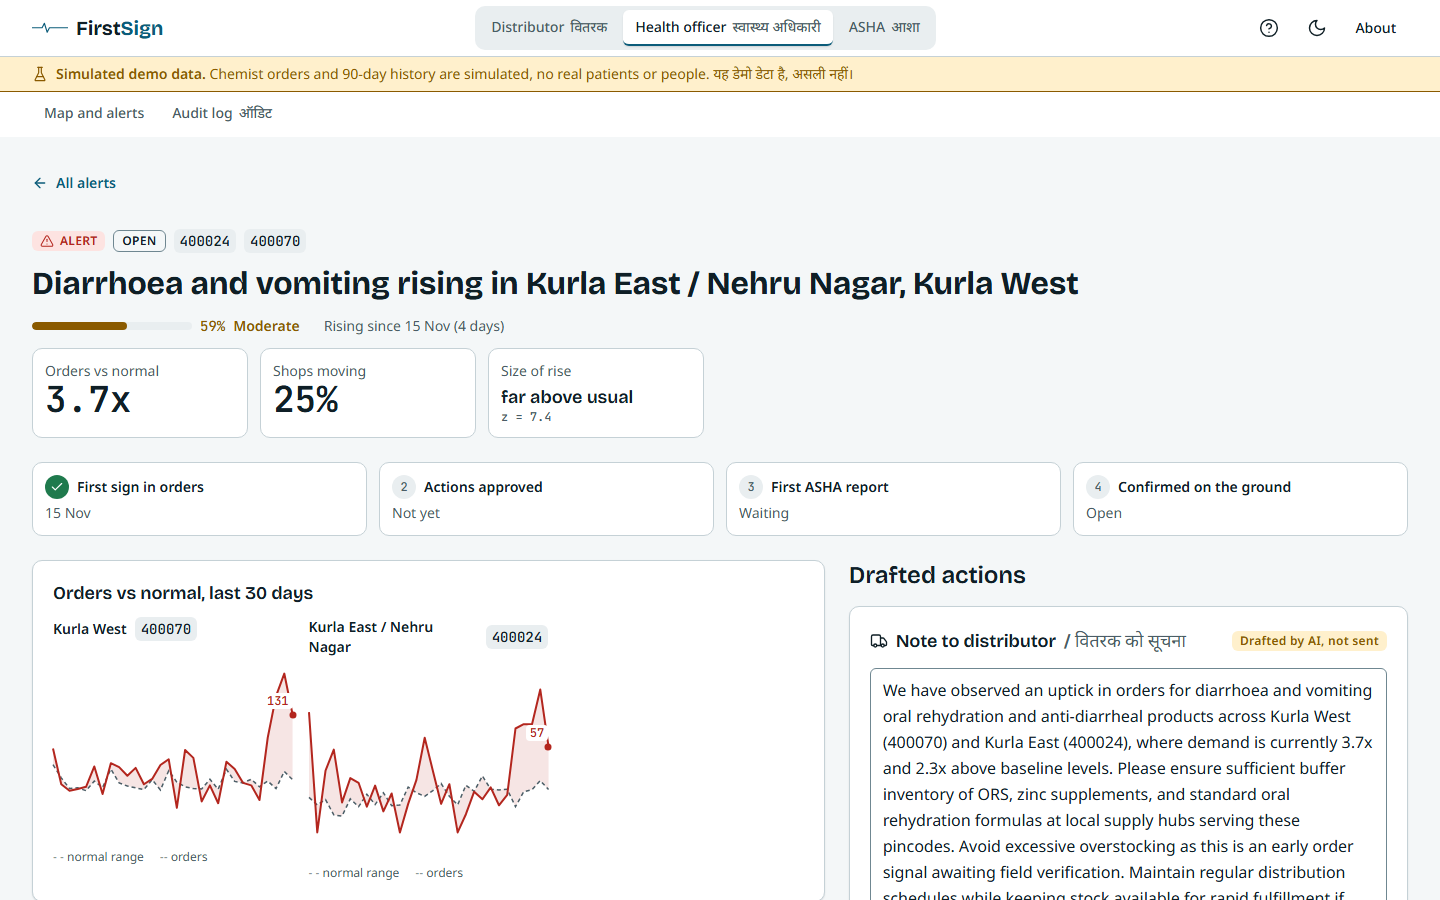 FirstSign
Distributor वितरक
Health officer स्वास्थ्य अधिकारी
ASHA आशा
About
Simulated demo data. Chemist orders and 90-day history are simulated, no real patients or people. यह डेमो डेटा है, असली नहीं।
Map and alerts
Audit log ऑडिट
All alerts
ALERT
OPEN
400024
400070
Diarrhoea and vomiting rising in Kurla East / Nehru Nagar, Kurla West
59% Moderate
Rising since 15 Nov (4 days)
Orders vs normal
3.7x
Shops moving
25%
Size of rise
far above usual
z = 7.4
First sign in orders
15 Nov
2 Actions approved
Not yet
3 First ASHA report
Waiting
4 Confirmed on the ground
Open
Orders vs normal, last 30 days
Kurla West 400070
131
- - normal range -- orders
Kurla East / Nehru
Nagar
400024
57
- - normal range -- orders
Drafted actions
Note to distributor / वितरक को सूचना
Drafted by AI, not sent
We have observed an uptick in orders for diarrhoea and vomiting
oral rehydration and anti-diarrheal products across Kurla West
(400070) and Kurla East (400024), where demand is currently 3.7x
and 2.3x above baseline levels. Please ensure sufficient buffer
inventory of ORS, zinc supplements, and standard oral
rehydration formulas at local supply hubs serving these
pincodes. Avoid excessive overstocking as this is an early order
signal awaiting field verification. Maintain regular distribution
schedules while keeping stock available for rapid fulfillment if